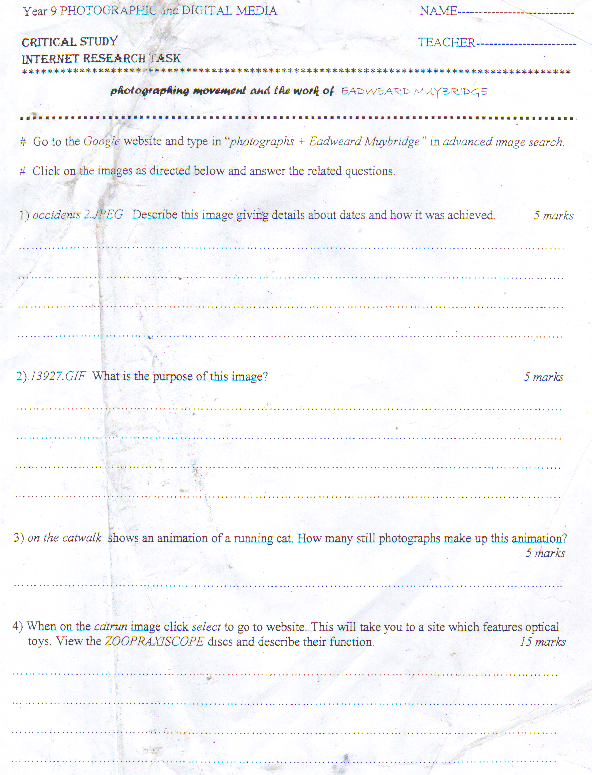 Year 9 PHOTOGRAPHIC and DIGITAL MEDIA NAME---------------------------
CRITICAL STUDY TEACHER-----------------------
INTERNET RESEARCH TASK
********************************************************************************
photographing movement and the work of EADWEARD MUYBRIDGE
# Go to the Google website and type in "photographs + Eadweard Muybridge" in advanced image search.
# Click on the images as directed below and answer the related questions.
1) occidents 2.JPEG Describe this image giving details about dates and how it was achieved. 5 marks
2) 13927.GIF What is the purpose of this image? 5 marks
3) on the catwalk shows an animation of a running cat. How many still photographs make up this animation?
5 marks
4) When on the catrun image click select to go to website. This will take you to a site which features optical
toys. View the ZOOPRAXISCOPE discs and describe their function. 15 marks